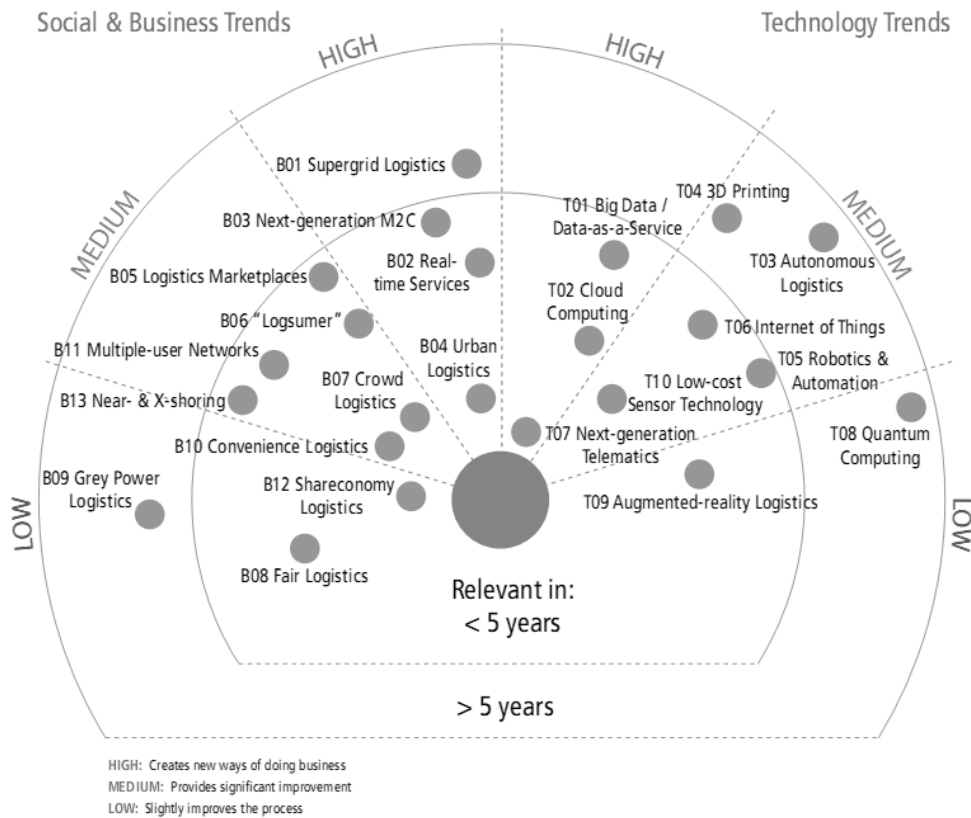 Social & Business Trends
Technology Trends
HIGH
HIGH
MEDIUM
MEDIUM
LOW
LOW
B01 Supergrid Logistics
B03 Next-generation M2C
B02 Real-
time Services
B05 Logistics Marketplaces
B06 “Logsumer”
B11 Multiple-user Networks
B04 Urban
Logistics
B07 Crowd
Logistics
B13 Near- & X-shoring
B10 Convenience Logistics
B09 Grey Power
Logistics
B12 Shareconomy
Logistics
B08 Fair Logistics
T04 3D Printing
T01 Big Data /
Data-as-a-Service
T03 Autonomous
Logistics
T02 Cloud
Computing
T06 Internet of Things
T05 Robotics &
Automation
T10 Low-cost
Sensor Technology
T07 Next-generation
Telematics
T08 Quantum
Computing
T09 Augmented-reality Logistics
Relevant in:
< 5 years
> 5 years
HIGH: Creates new ways of doing business
MEDIUM: Provides significant improvement
LOW: Slightly improves the process